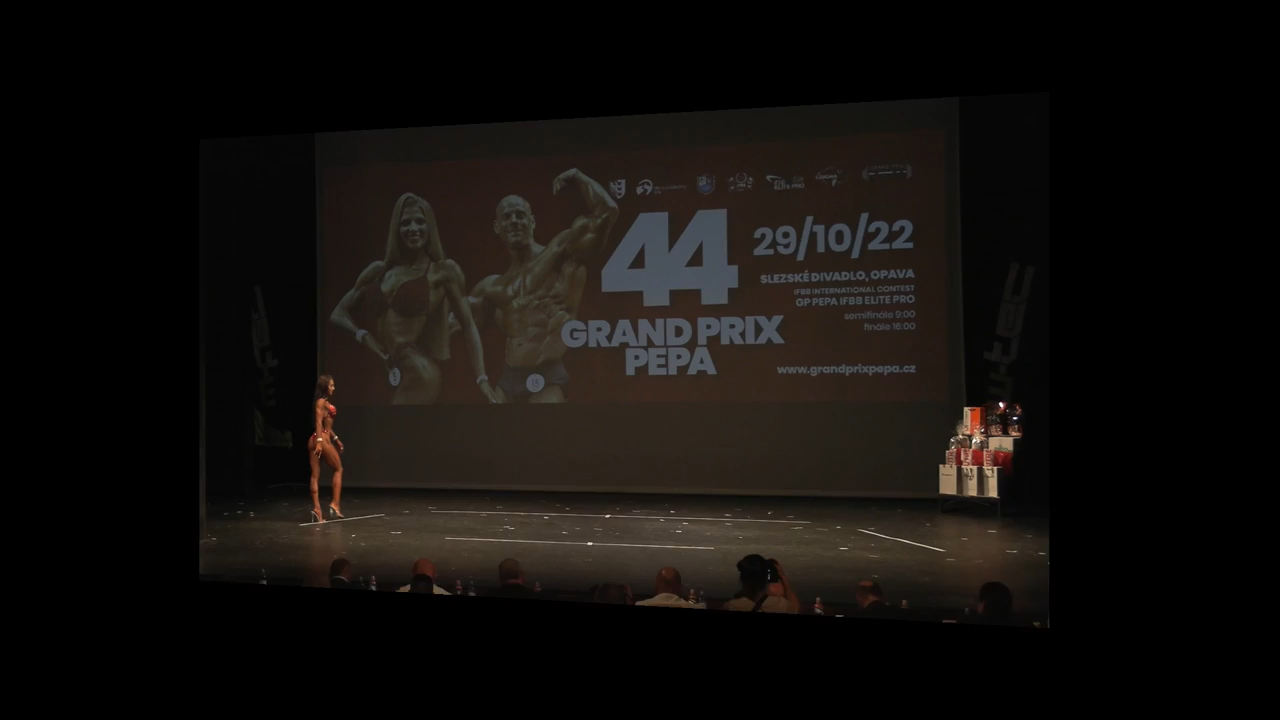 44
GRAND PRIX
PEPA
29/10/22
SLEZSKÉ DIVADLO, OPAVA
IFBB INTERNATIONAL CONTEST
GP PEPA IFBB ELITE PRO
semifinále 9:00
finále 16:00
www.grandprixpepa.cz